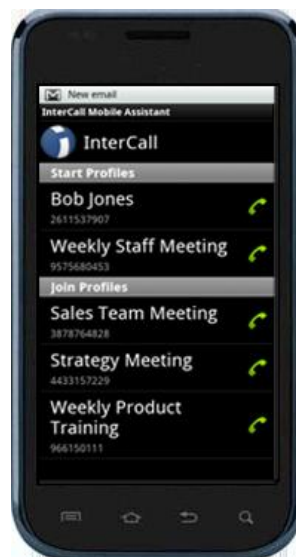 New email
InterCall Mobile Assistant
InterCall
Start Profiles
Bob Jones
2611537907
Weekly Staff Meeting
9575680453
Join Profiles
Sales Team Meeting
3878764828
Strategy Meeting
4433157229
Weekly Product
Training
966150111